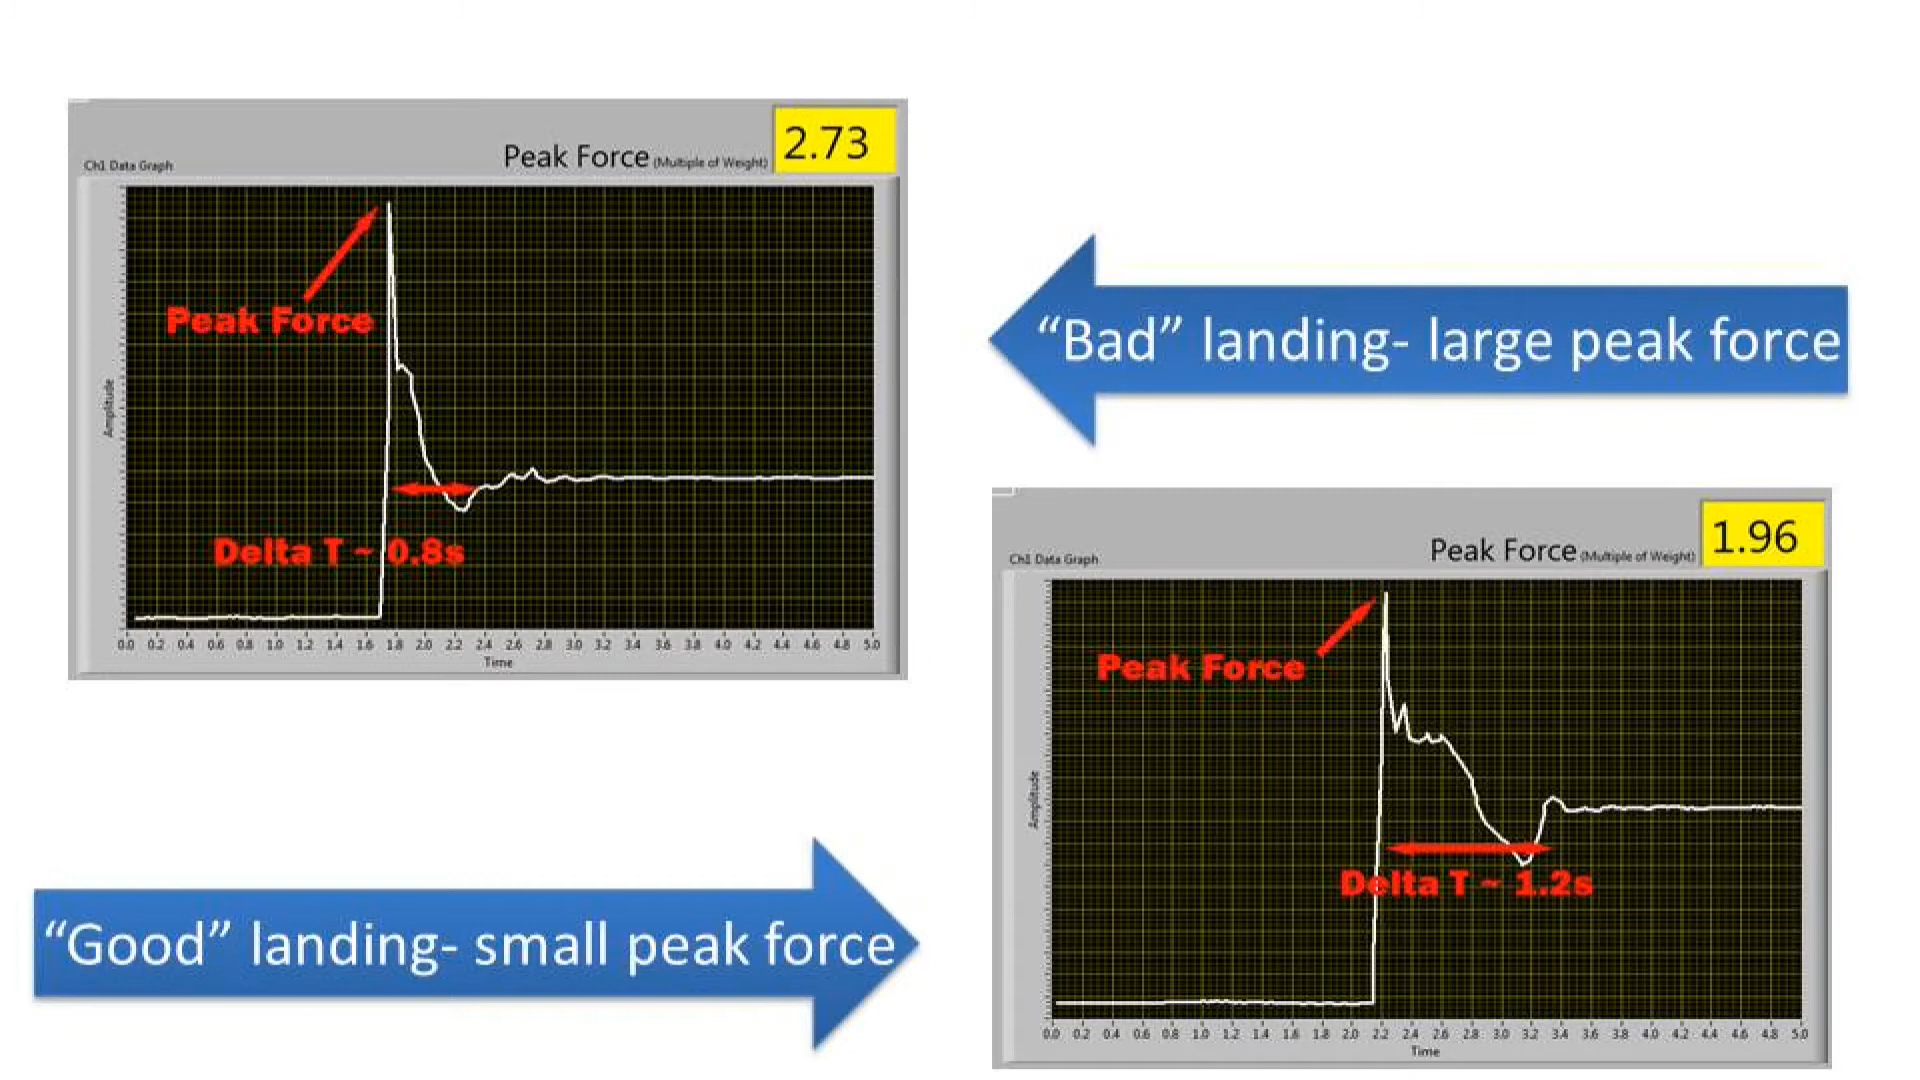 2.73
Peak Force (Multiple of Weight)
Ch1 Data Graph
Peak Force
Amplitude
Delta T ~ 0.8s
0.0 0.2 0.4 0.6 0.8 1.0 1.2 1.4 1.6 1.8 2.0 2.2 2.4 2.6 2.8 3.0 3.2 3.4 3.6 3.8 4.0 4.2 4.4 4.6 4.8 5.0
Time
“Bad” landing- large peak force
1.96
Peak Force (Multiple of Weight)
Ch1 Data Graph
Peak Force
Amplitude
Delta T ~ 1.2s
0.0 0.2 0.4 0.6 0.8 1.0 1.2 1.4 1.6 1.8 2.0 2.2 2.4 2.6 2.8 3.0 3.2 3.4 3.6 3.8 4.0 4.2 4.4 4.6 4.8 5.0
Time
“Good” landing- small peak force